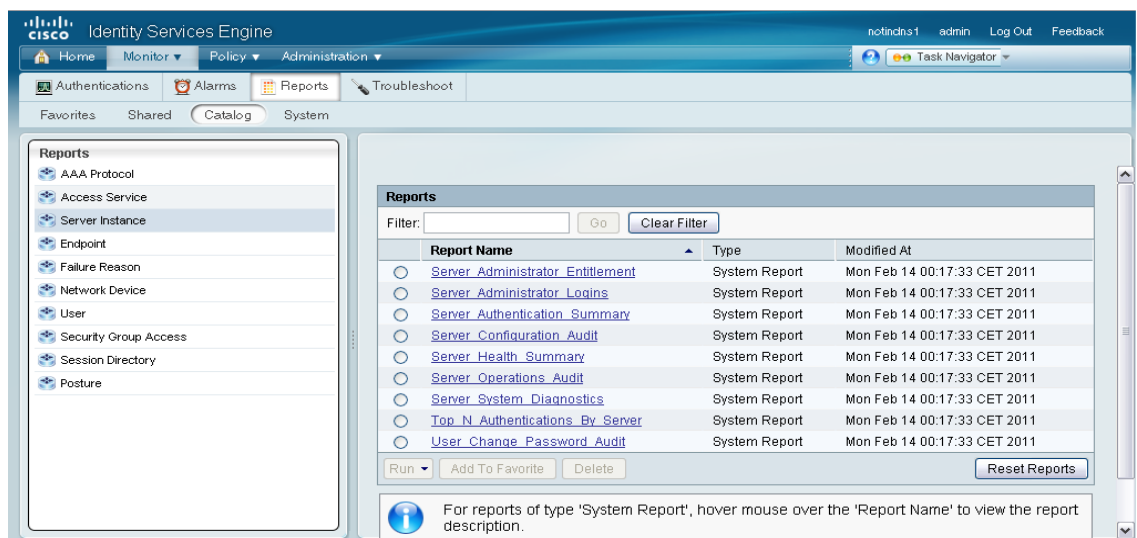 CISCO Identity Services Engine notindns1 admin Log Out Feedback
Home Monitor ▼ Policy ▼ Administration ▼ Task Navigator
Authentications Alarms Reports Troubleshoot
Favorites Shared Catalog System
Reports
AAA Protocol
Access Service
Server Instance
Endpoint
Failure Reason
Network Device
User
Security Group Access
Session Directory
Posture
Reports
Filter: Go Clear Filter
Report Name Type Modified At
Server_Administrator_Entitlement System Report Mon Feb 14 00:17:33 CET 2011
Server_Administrator_Logins System Report Mon Feb 14 00:17:33 CET 2011
Server_Authentication_Summary System Report Mon Feb 14 00:17:33 CET 2011
Server_Configuration_Audit System Report Mon Feb 14 00:17:33 CET 2011
Server_Health_Summary System Report Mon Feb 14 00:17:33 CET 2011
Server_Operations_Audit System Report Mon Feb 14 00:17:33 CET 2011
Server_System_Diagnostics System Report Mon Feb 14 00:17:33 CET 2011
Top_N_Authentications_By_Server System Report Mon Feb 14 00:17:33 CET 2011
User_Change_Password_Audit System Report Mon Feb 14 00:17:33 CET 2011
Run Add To Favorite Delete Reset Reports
For reports of type 'System Report', hover mouse over the 'Report Name' to view the report
description.